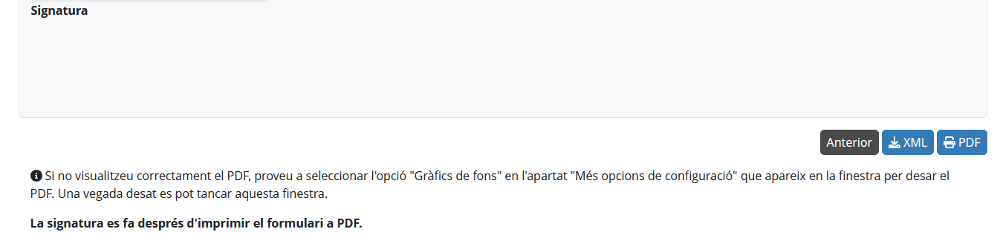 Signatura
Anterior
XML
PDF
Si no visualitzeu correctament el PDF, proveu a seleccionar l'opció "Gràfics de fons" en l'apartat "Més opcions de configuració" que apareix en la finestra per desar el
PDF. Una vegada desat es pot tancar aquesta finestra.
La signatura es fa després d'imprimir el formulari a PDF.